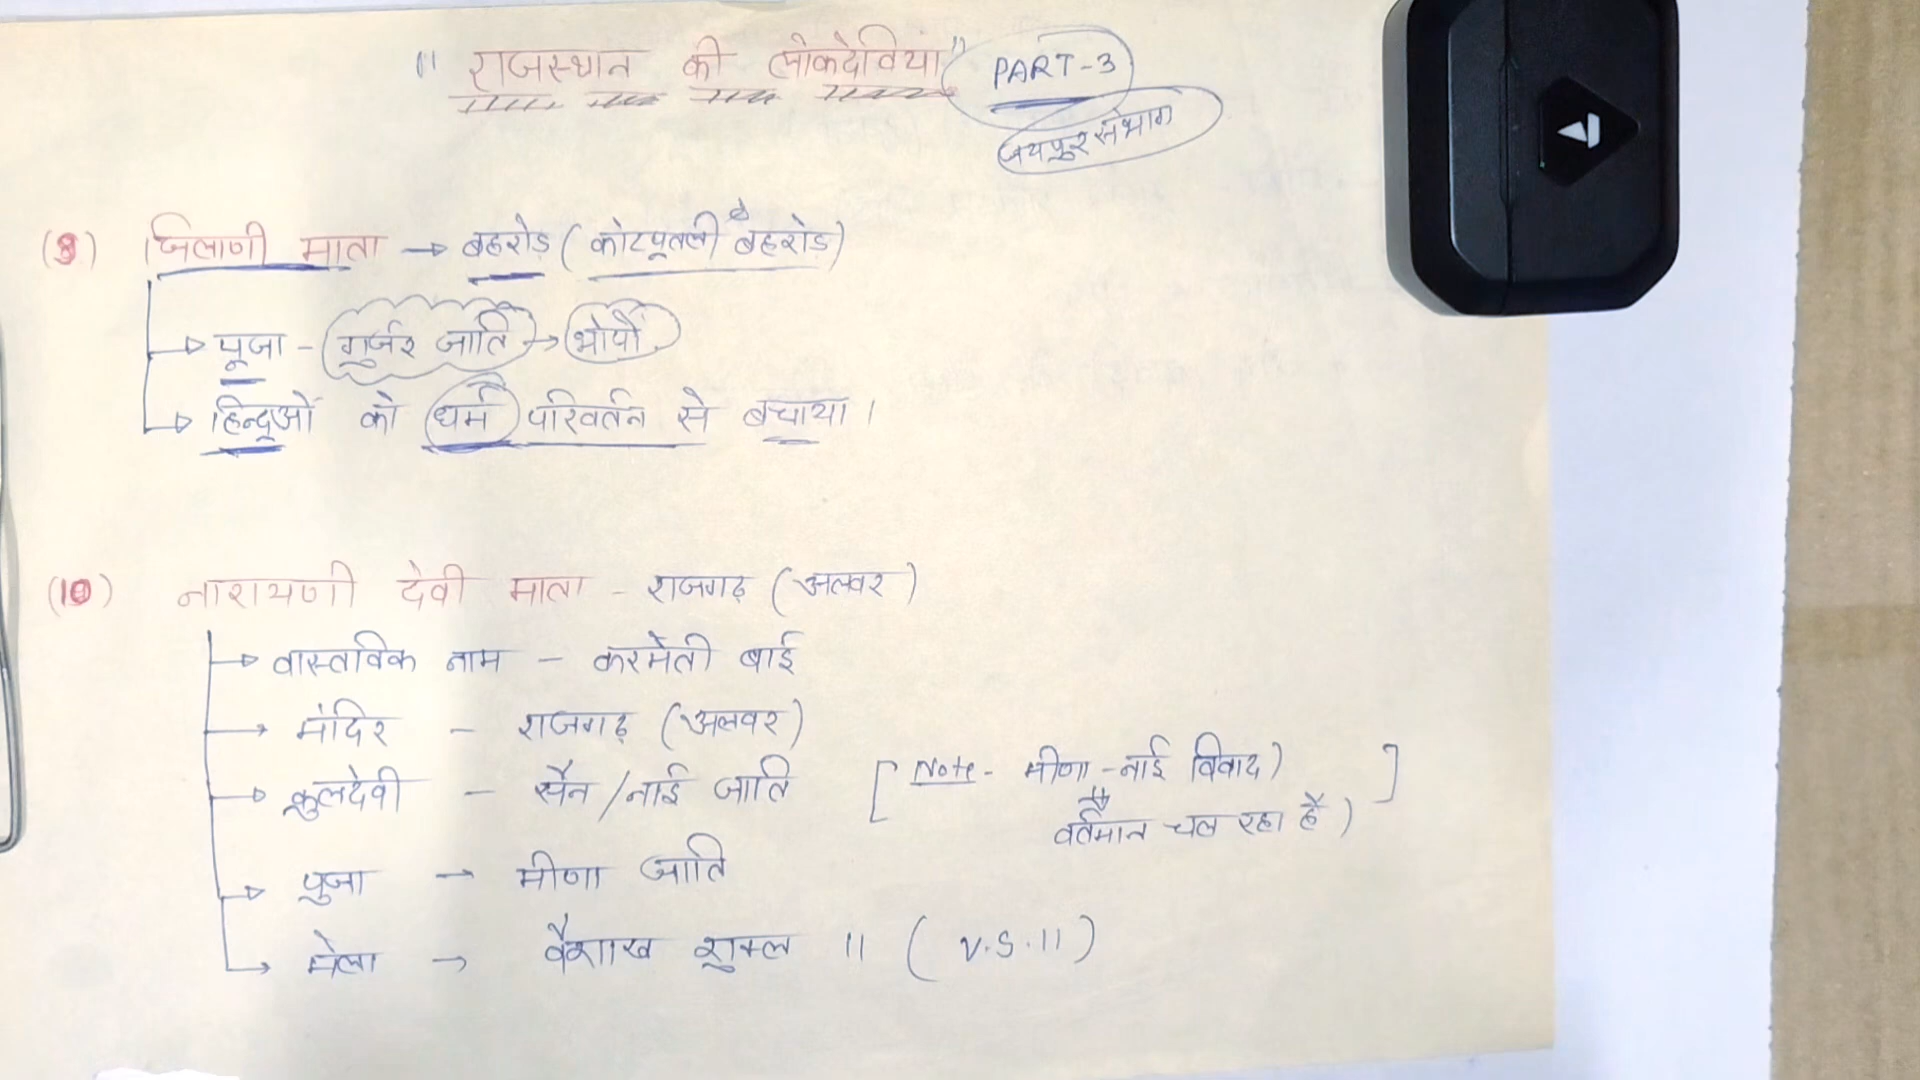 "राजस्थान की लोकदेवियां" PART-3
जयपुर संभाग
(9) जिलाणी माता → बहरोड़ (कोटपूतली बेहरोड़)
→ पूजा - गुर्जर जाति → भोपो
→ हिन्दूओं को धर्म परिवर्तन से बचाया।
(10) नारायणी देवी माता - राजगढ़ (अलवर)
→ वास्तविक नाम - करमेती बाई
→ मंदिर - राजगढ़ (अलवर)
→ कुलदेवी - सैन/नाई जाति [Note - मीणा-नाई विवाद)
वर्तमान में चल रहा है)]
→ पुजा → मीणा जाति
→ मेला → वैशाख शुक्ल 11 (V.S.11)